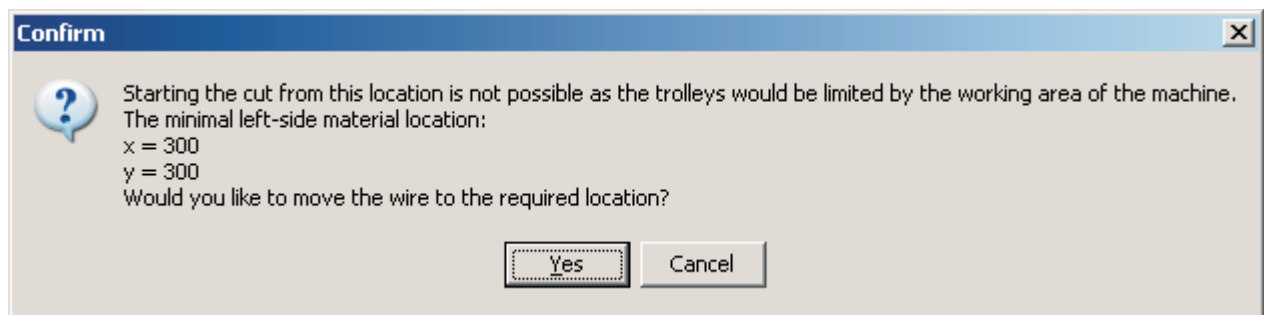 Confirm
Starting the cut from this location is not possible as the trolleys would be limited by the working area of the machine.
The minimal left-side material location:
x = 300
y = 300
Would you like to move the wire to the required location?
Yes Cancel